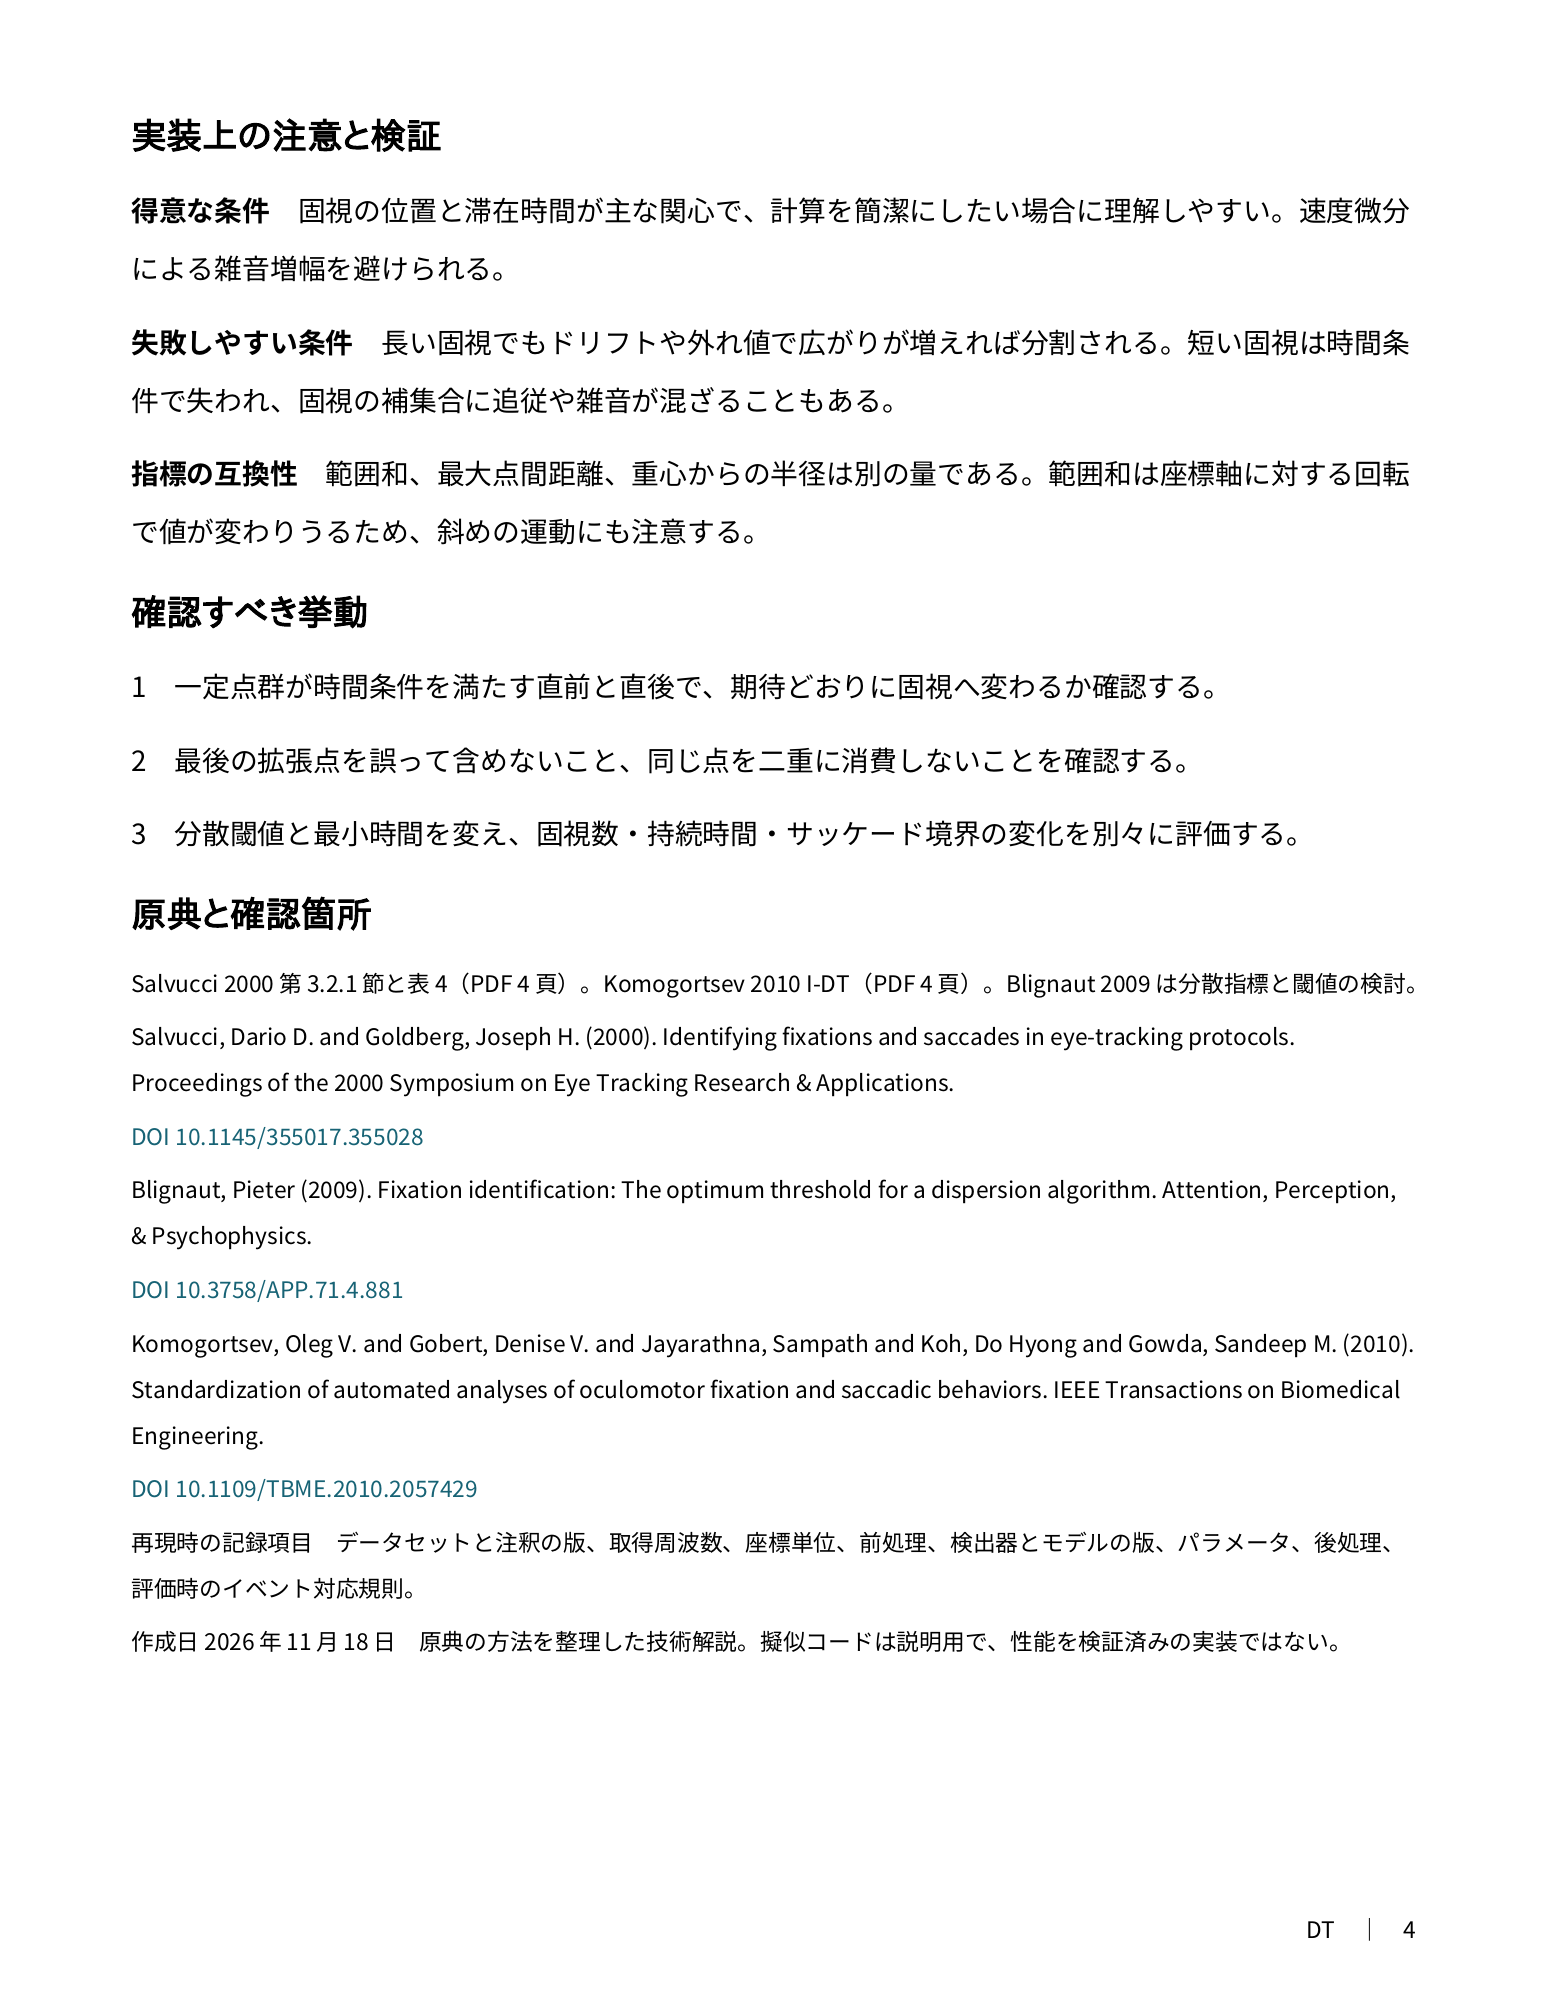 実装上の注意と検証
得意な条件　固視の位置と滞在時間が主な関心で、計算を簡潔にしたい場合に理解しやすい。速度微分
による雑音増幅を避けられる。
失敗しやすい条件　長い固視でもドリフトや外れ値で広がりが増えれば分割される。短い固視は時間条
件で失われ、固視の補集合に追従や雑音が混ざることもある。
指標の互換性　範囲和、最大点間距離、重心からの半径は別の量である。範囲和は座標軸に対する回転
で値が変わりうるため、斜めの運動にも注意する。
確認すべき挙動
1　一定点群が時間条件を満たす直前と直後で、期待どおりに固視へ変わるか確認する。
2　最後の拡張点を誤って含めないこと、同じ点を二重に消費しないことを確認する。
3　分散閾値と最小時間を変え、固視数・持続時間・サッケード境界の変化を別々に評価する。
原典と確認箇所
Salvucci 2000 第 3.2.1 節と表 4（PDF 4 頁）。Komogortsev 2010 I-DT（PDF 4 頁）。Blignaut 2009 は分散指標と閾値の検討。
Salvucci, Dario D. and Goldberg, Joseph H. (2000). Identifying fixations and saccades in eye-tracking protocols.
Proceedings of the 2000 Symposium on Eye Tracking Research & Applications.
DOI 10.1145/355017.355028
Blignaut, Pieter (2009). Fixation identification: The optimum threshold for a dispersion algorithm. Attention, Perception,
& Psychophysics.
DOI 10.3758/APP.71.4.881
Komogortsev, Oleg V. and Gobert, Denise V. and Jayarathna, Sampath and Koh, Do Hyong and Gowda, Sandeep M. (2010).
Standardization of automated analyses of oculomotor fixation and saccadic behaviors. IEEE Transactions on Biomedical
Engineering.
DOI 10.1109/TBME.2010.2057429
再現時の記録項目　データセットと注釈の版、取得周波数、座標単位、前処理、検出器とモデルの版、パラメータ、後処理、
評価時のイベント対応規則。
作成日 2026 年 11 月 18 日　原典の方法を整理した技術解説。擬似コードは説明用で、性能を検証済みの実装ではない。
DT ｜ 4